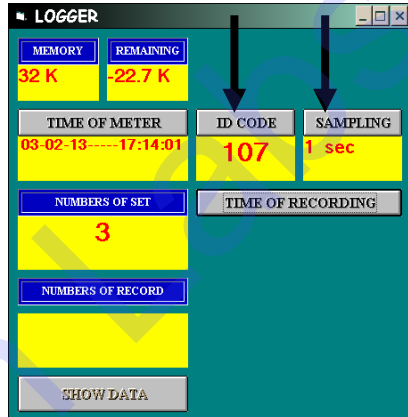 LOGGER
MEMORY REMAINING
32 K -22.7 K
TIME OF METER ID CODE SAMPLING
03-02-13-----17:14:01 107 1 sec
NUMBERS OF SET TIME OF RECORDING
3
NUMBERS OF RECORD
SHOW DATA